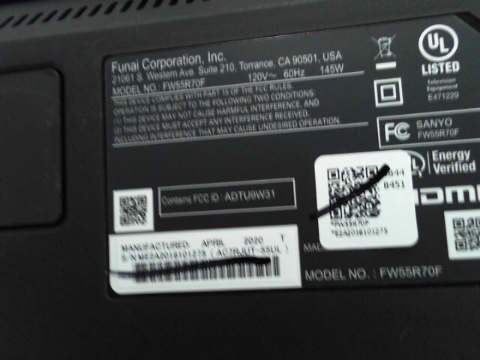 Funai Corporation, Inc.
21061 S. Western Ave. Suite 210, Torrance, CA 90501, USA
MODEL NO.: FW55R70F 120V~ 60Hz 145W
THIS DEVICE COMPLIES WITH PART 15 OF THE FCC RULES.
OPERATION IS SUBJECT TO THE FOLLOWING TWO CONDITIONS:
(1) THIS DEVICE MAY NOT CAUSE HARMFUL INTERFERENCE, AND
(2) THIS DEVICE MUST ACCEPT ANY INTERFERENCE RECEIVED,
INCLUDING INTERFERENCE THAT MAY CAUSE UNDESIRED OPERATION.
UL
LISTED
Television
Equipment
E471229
FC SANYO
FW55R70F
Energy
Verified
HDMI
Contains FCC ID : ADTU9W31
MANUFACTURED APRIL 2020 T
MODEL NO. : FW55R70F